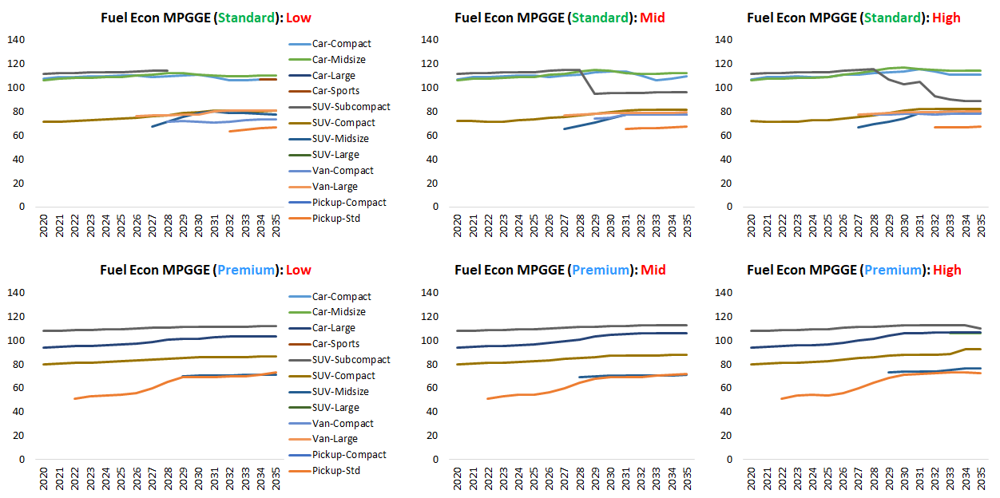 Fuel Econ MPGGE (Standard): Low
140
120
100
80
60
40
20
0
2020 2021 2022 2023 2024 2025 2026 2027 2028 2029 2030 2031 2032 2033 2034 2035
Car-Compact
Car-Midsize
Car-Large
Car-Sports
SUV-Subcompact
SUV-Compact
SUV-Midsize
SUV-Large
Van-Compact
Van-Large
Pickup-Compact
Pickup-Std
Fuel Econ MPGGE (Standard): Mid
140
120
100
80
60
40
20
0
2020 2021 2022 2023 2024 2025 2026 2027 2028 2029 2030 2031 2032 2033 2034 2035
Fuel Econ MPGGE (Standard): High
140
120
100
80
60
40
20
0
2020 2021 2022 2023 2024 2025 2026 2027 2028 2029 2030 2031 2032 2033 2034 2035
Fuel Econ MPGGE (Premium): Low
140
120
100
80
60
40
20
0
2020 2021 2022 2023 2024 2025 2026 2027 2028 2029 2030 2031 2032 2033 2034 2035
Car-Compact
Car-Midsize
Car-Large
Car-Sports
SUV-Subcompact
SUV-Compact
SUV-Midsize
SUV-Large
Van-Compact
Van-Large
Pickup-Compact
Pickup-Std
Fuel Econ MPGGE (Premium): Mid
140
120
100
80
60
40
20
0
2020 2021 2022 2023 2024 2025 2026 2027 2028 2029 2030 2031 2032 2033 2034 2035
Fuel Econ MPGGE (Premium): High
140
120
100
80
60
40
20
0
2020 2021 2022 2023 2024 2025 2026 2027 2028 2029 2030 2031 2032 2033 2034 2035